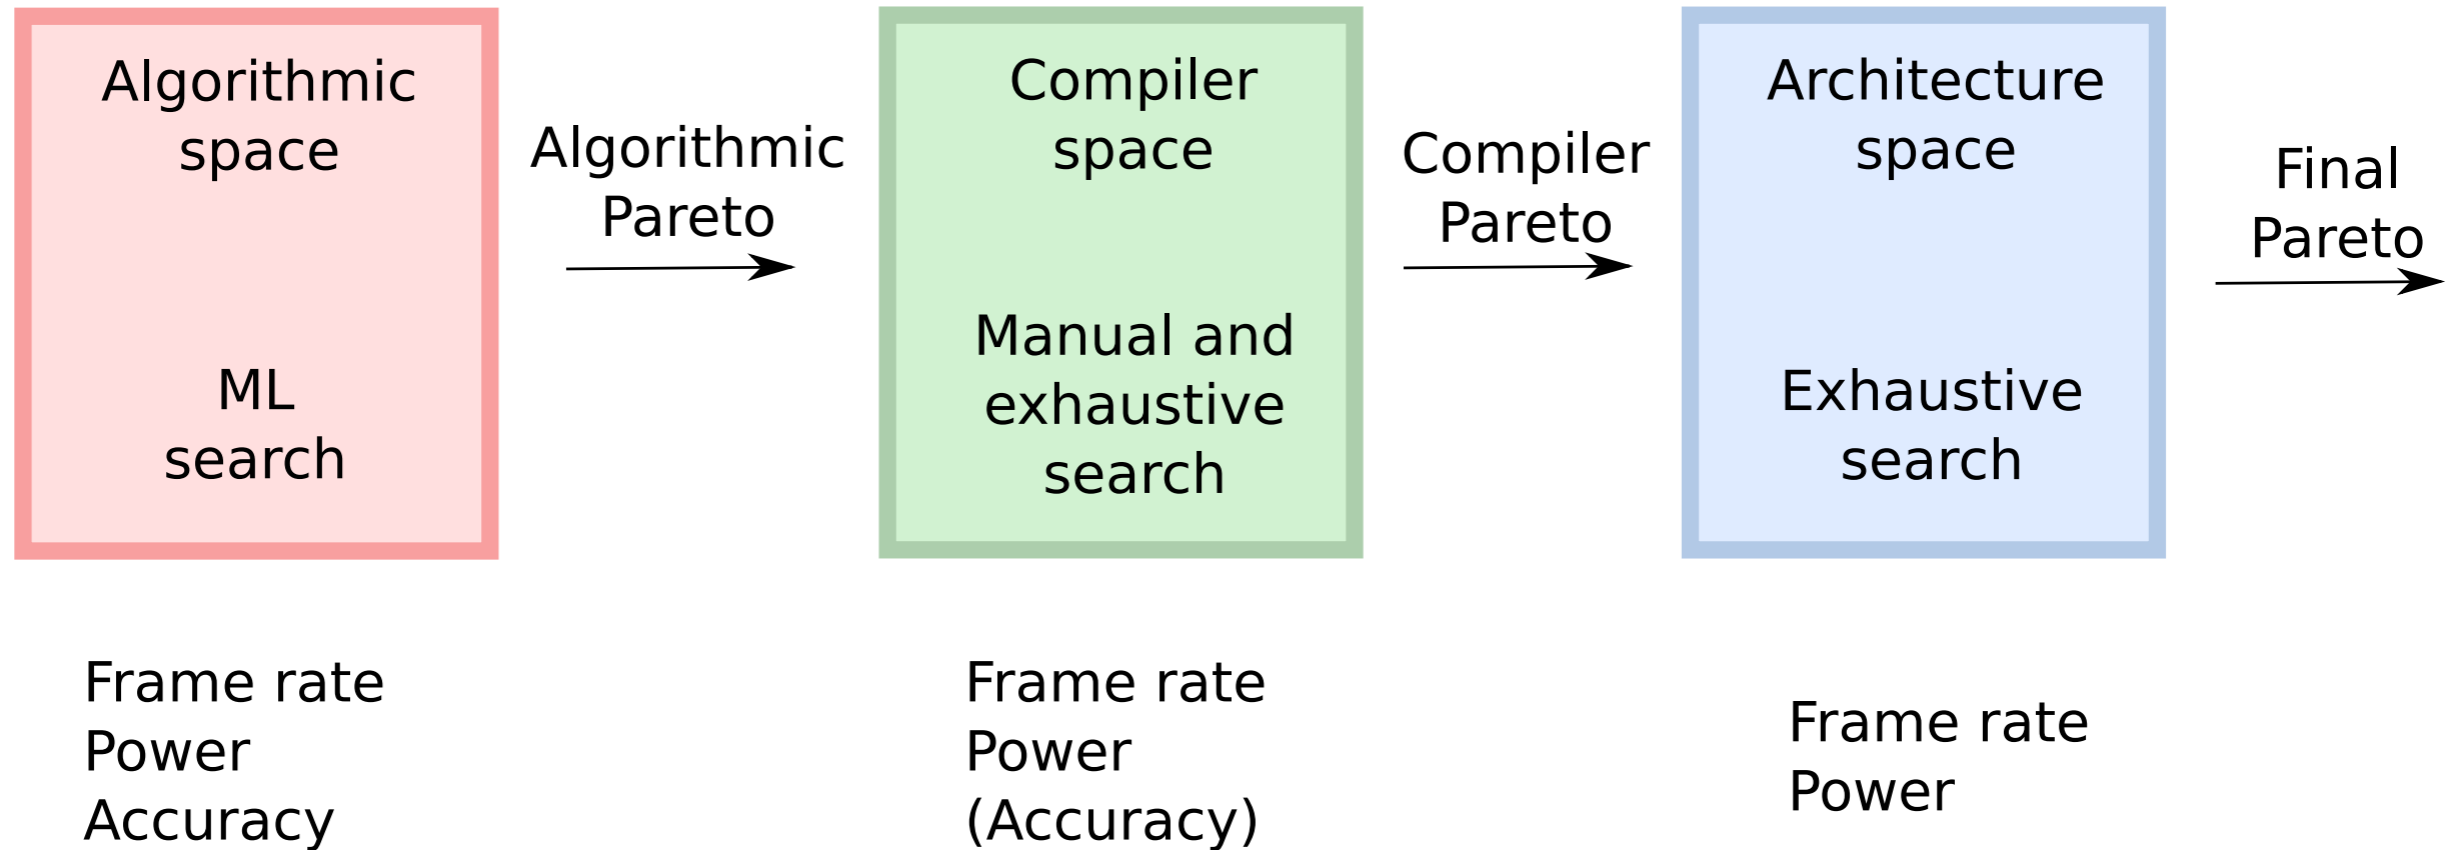 Algorithmic
space
ML
search
Algorithmic
Pareto
Compiler
space
Manual and
exhaustive
search
Compiler
Pareto
Architecture
space
Exhaustive
search
Final
Pareto
Frame rate
Power
Accuracy
Frame rate
Power
(Accuracy)
Frame rate
Power